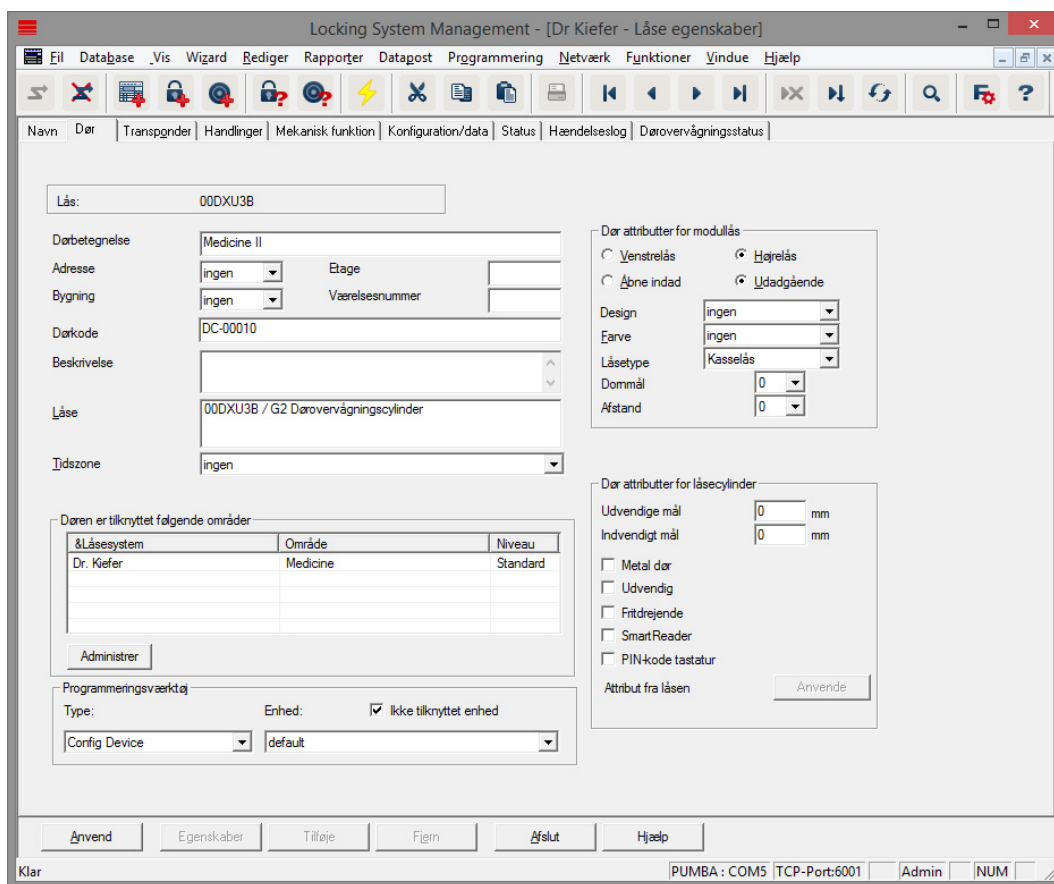 Locking System Management - [Dr Kiefer - Låse egenskaber]
Fil Database Vis Wizard Rediger Rapporter Datapost Programmering Netværk Funktioner Vindue Hjælp
Navn Dør Transponder Handlinger Mekanisk funktion Konfiguration/data Status Hændelseslog Dørovervågningsstatus
Lås: 00DXU3B
Dørbetegnelse Medicine II
Adresse ingen Etage
Bygning ingen Værelsesnummer
Dørkode DC-00010
Beskrivelse
Låse 00DXU3B / G2 Dørovervågningscylinder
Tidszone ingen
Døren er tilknyttet følgende områder
&Låsesystem Område Niveau
Dr. Kiefer Medicine Standard
Administrer
Programmeringsværktøj
Type: Enhed: Ikke tilknyttet enhed
Config Device default
Dør attributter for modullås
Venstrelås Højrelås
Åbne indad Udadgående
Design ingen
Farve ingen
Låsetype Kasselås
Dornmål 0
Afstand 0
Dør attributter for låsecylinder
Udvendige mål 0 mm
Indvendigt mål 0 mm
Metal dør
Udvendig
Fritdrejende
SmartReader
PIN-kode tastatur
Attribut fra låsen Anvende
Anvend Egenskaber Tilføje Fjern Afslut Hjælp
Klar PUMBA : COM5 TCP-Port:6001 Admin NUM